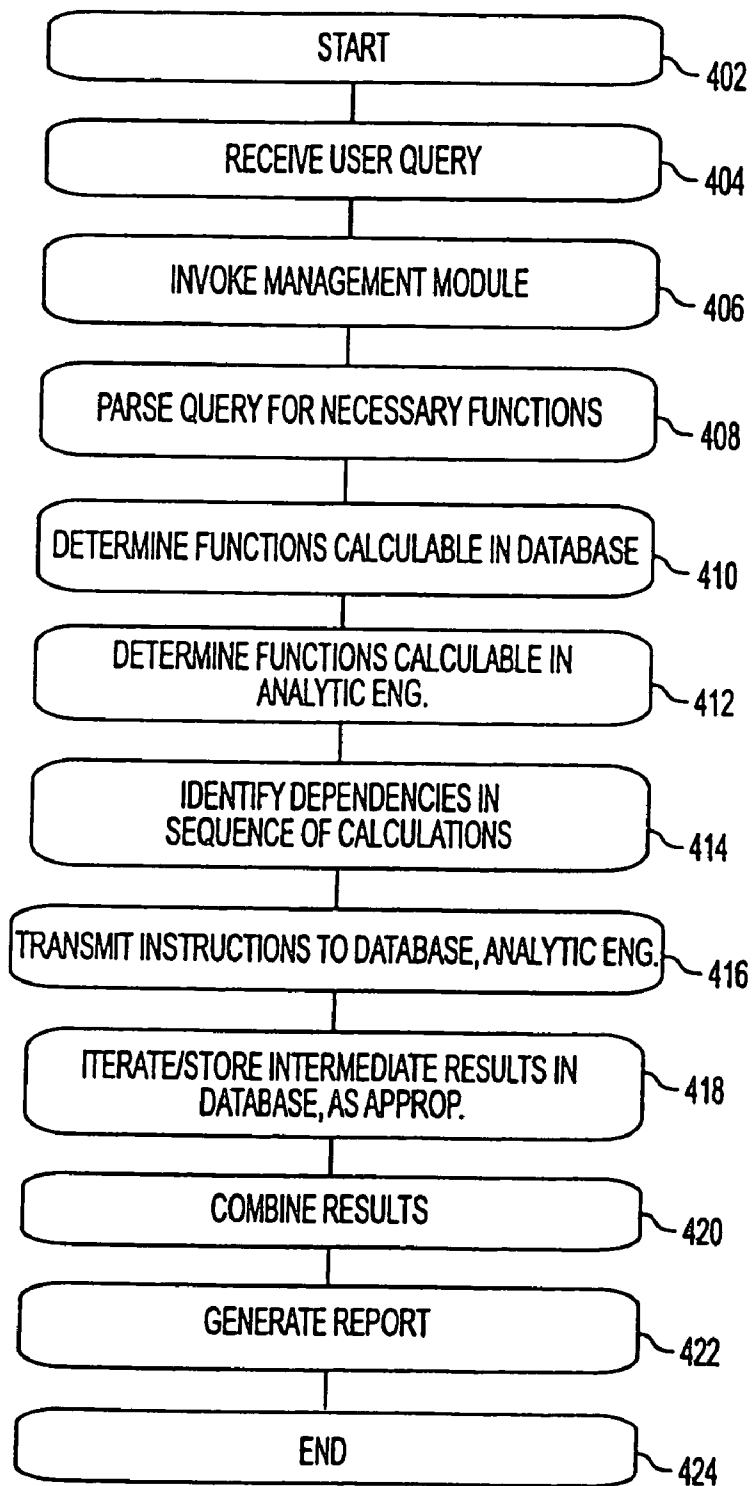 START
402
RECEIVE USER QUERY
404
INVOKE MANAGEMENT MODULE
406
PARSE QUERY FOR NECESSARY FUNCTIONS
408
DETERMINE FUNCTIONS CALCULABLE IN DATABASE
410
DETERMINE FUNCTIONS CALCULABLE IN
ANALYTIC ENG.
412
IDENTIFY DEPENDENCIES IN
SEQUENCE OF CALCULATIONS
414
TRANSMIT INSTRUCTIONS TO DATABASE, ANALYTIC ENG.
416
ITERATE/STORE INTERMEDIATE RESULTS IN
DATABASE, AS APPROP.
418
COMBINE RESULTS
420
GENERATE REPORT
422
END
424